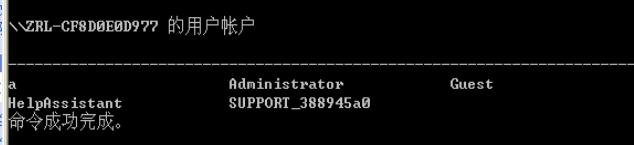 \\ZRL-CF8D0E0D977 的用户帐户
-------------------------------------------------------------------------------
a Administrator Guest
HelpAssistant SUPPORT_388945a0
命令成功完成。